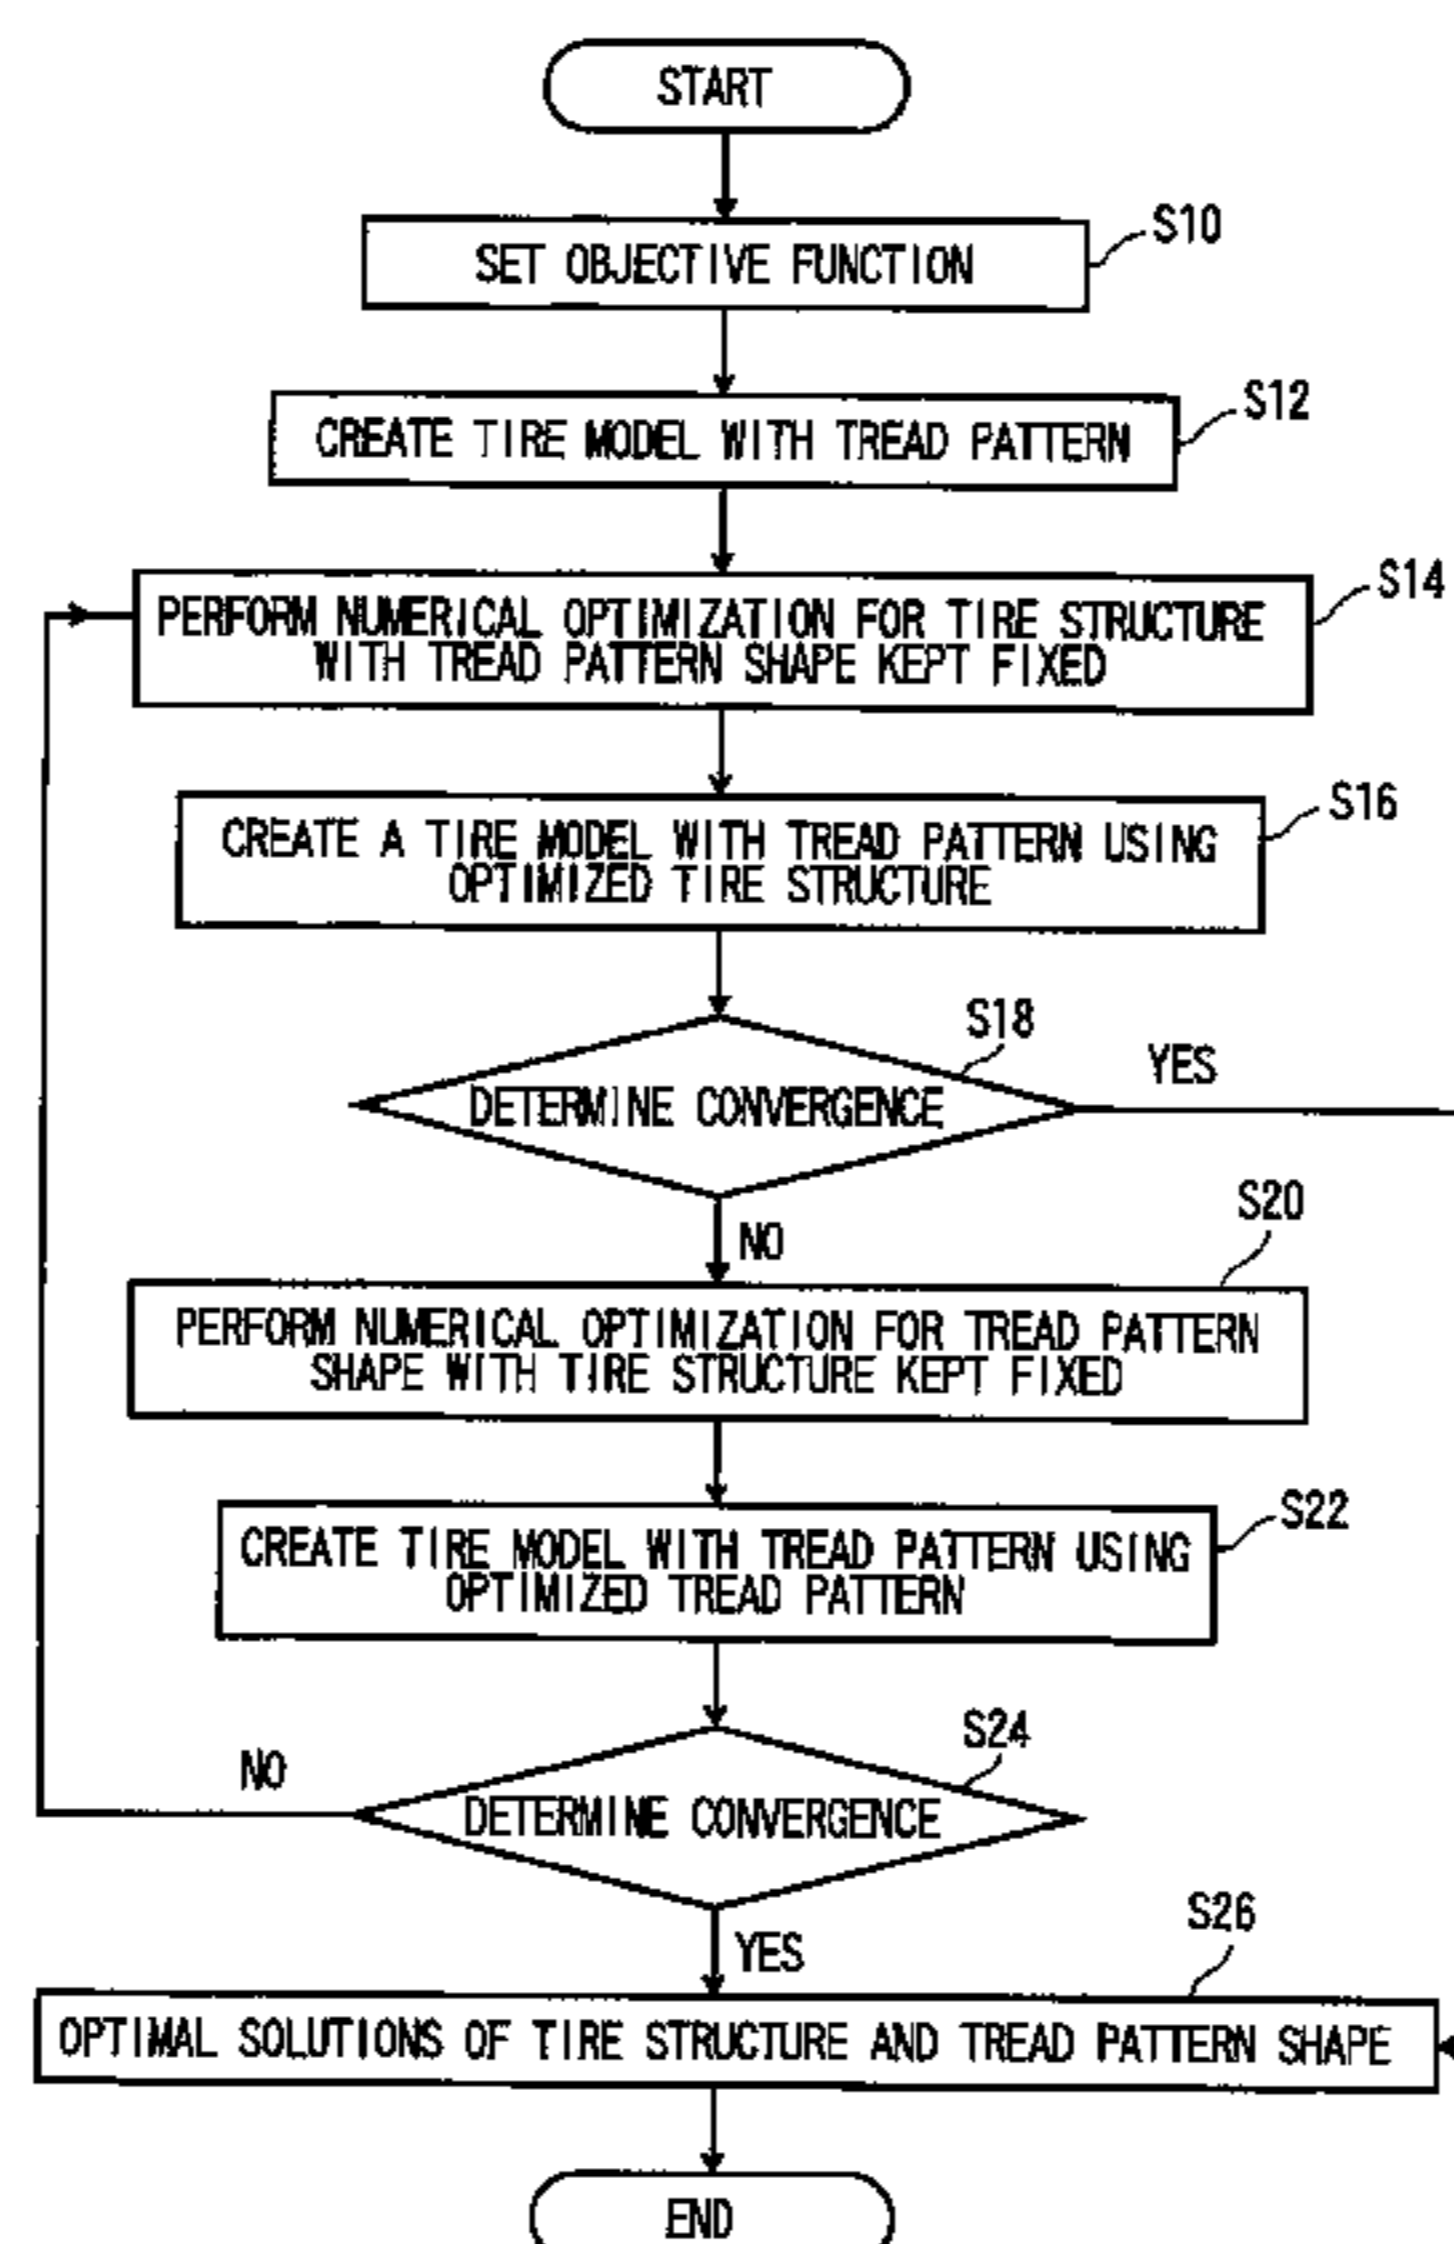 START
S10
SET OBJECTIVE FUNCTION
S12
CREATE TIRE MODEL WITH TREAD PATTERN
S14
PERFORM NUMERICAL OPTIMIZATION FOR TIRE STRUCTURE
WITH TREAD PATTERN SHAPE KEPT FIXED
S16
CREATE A TIRE MODEL WITH TREAD PATTERN USING
OPTIMIZED TIRE STRUCTURE
S18
YES
DETERMINE CONVERGENCE
S20
NO
PERFORM NUMERICAL OPTIMIZATION FOR TREAD PATTERN
SHAPE WITH TIRE STRUCTURE KEPT FIXED
S22
CREATE TIRE MODEL WITH TREAD PATTERN USING
OPTIMIZED TREAD PATTERN
S24
NO
DETERMINE CONVERGENCE
S26
YES
OPTIMAL SOLUTIONS OF TIRE STRUCTURE AND TREAD PATTERN SHAPE
END